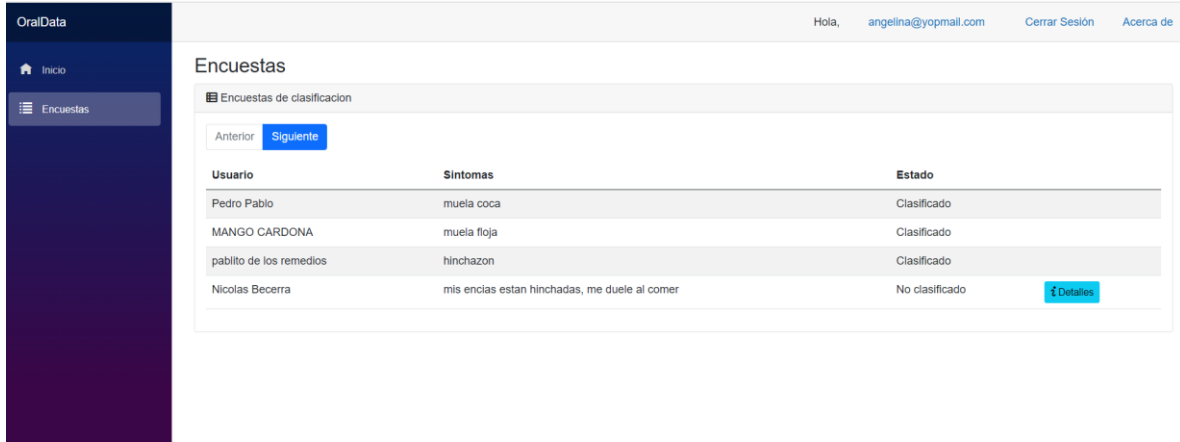 OralData
Hola, angelina@yopmail.com Cerrar Sesión Acerca de
Inicio
Encuestas
Encuestas
Encuestas de clasificacion
Anterior Siguiente
Usuario Sintomas Estado
Pedro Pablo muela coca Clasificado
MANGO CARDONA muela floja Clasificado
pablito de los remedios hinchazon Clasificado
Nicolas Becerra mis encias estan hinchadas, me duele al comer No clasificado Detalles